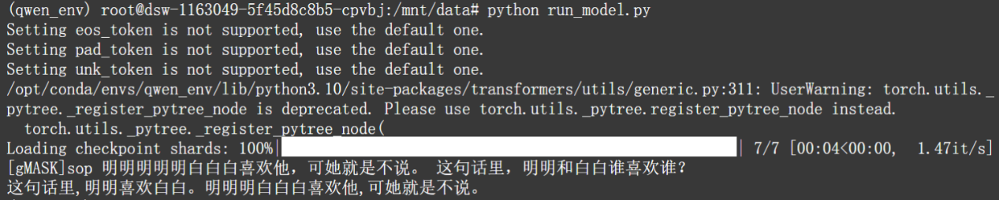 (qwen_env) root@dsw-1163049-5f45d8c8b5-cpvbj:/mnt/data# python run_model.py
Setting eos_token is not supported, use the default one.
Setting pad_token is not supported, use the default one.
Setting unk_token is not supported, use the default one.
/opt/conda/envs/qwen_env/lib/python3.10/site-packages/transformers/utils/generic.py:311: UserWarning: torch.utils._
pytree._register_pytree_node is deprecated. Please use torch.utils._pytree.register_pytree_node instead.
  torch.utils._pytree._register_pytree_node(
Loading checkpoint shards: 100%| | 7/7 [00:04<00:00,  1.47it/s]
[gMASK]sop 明明明明明白白白喜欢他，可她就是不说。 这句话里，明明和白白谁喜欢谁？
这句话里,明明喜欢白白。明明明白白白喜欢他,可她就是不说。